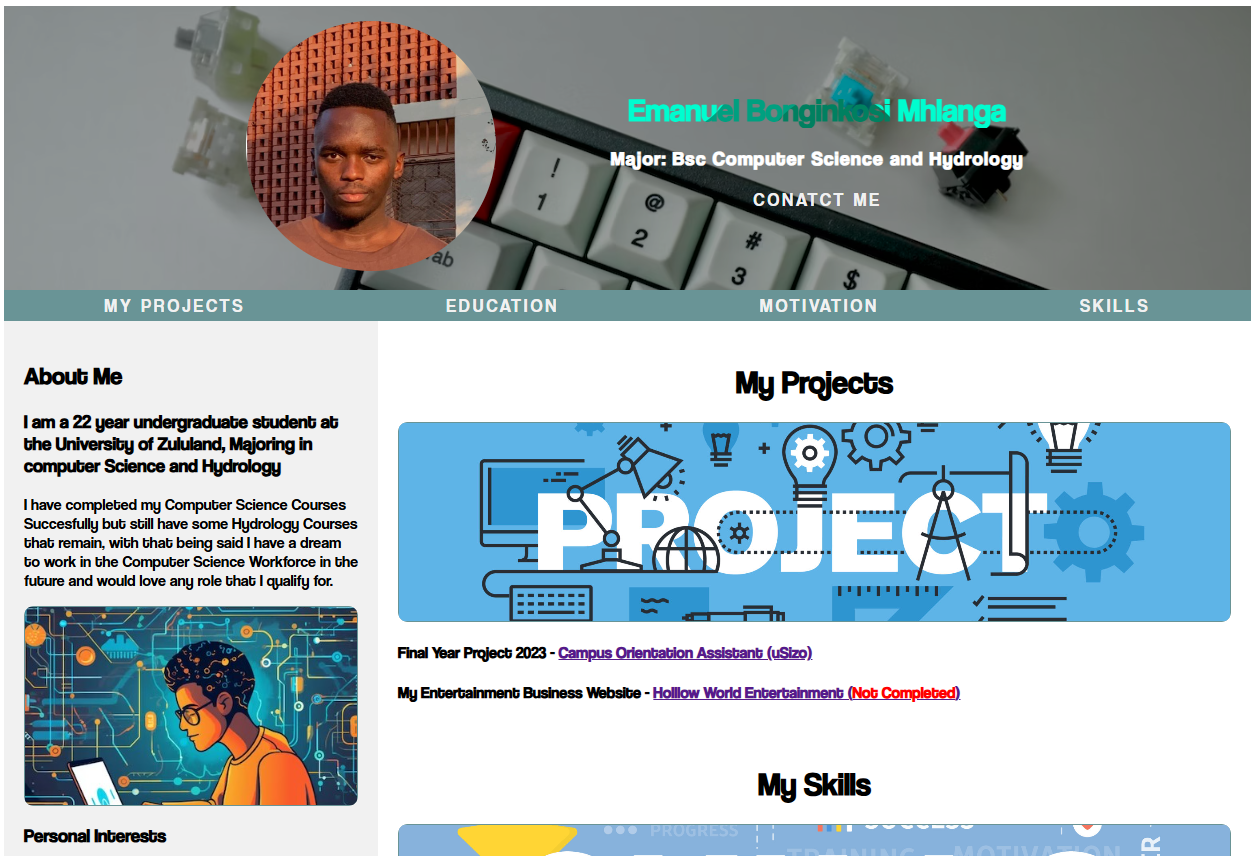 Emanuel Bonginkosi Mhlanga
Major: Bsc Computer Science and Hydrology
CONATCT ME
!
1
@
2
#
3
$
ab
MY PROJECTS
EDUCATION
MOTIVATION
SKILLS
About Me
I am a 22 year undergraduate student at
the University of Zululand, Majoring in
computer Science and Hydrology
I have completed my Computer Science Courses
Succesfully but still have some Hydrology Courses
that remain, with that being said I have a dream
to work in the Computer Science Workforce in the
future and would love any role that I qualify for.
Personal Interests
My Projects
PROJECT
Final Year Project 2023 - Campus Orientation Assistant (uSizo)
My Entertainment Business Website - Holllow World Entertainment (Not Completed)
My Skills
PROGRESS
SUCCESS
TRAINING
MOTIVATION
ER